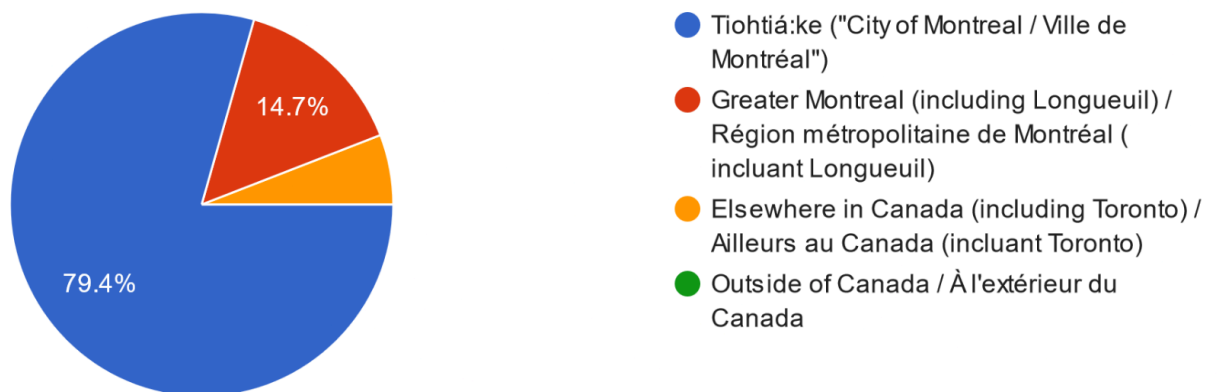 Tiohtiá:ke ("City of Montreal / Ville de
Montréal")
14.7%
Greater Montreal (including Longueuil) /
Région métropolitaine de Montréal (
incluant Longueuil)
Elsewhere in Canada (including Toronto) /
Ailleurs au Canada (incluant Toronto)
79.4%
Outside of Canada / À l'extérieur du
Canada